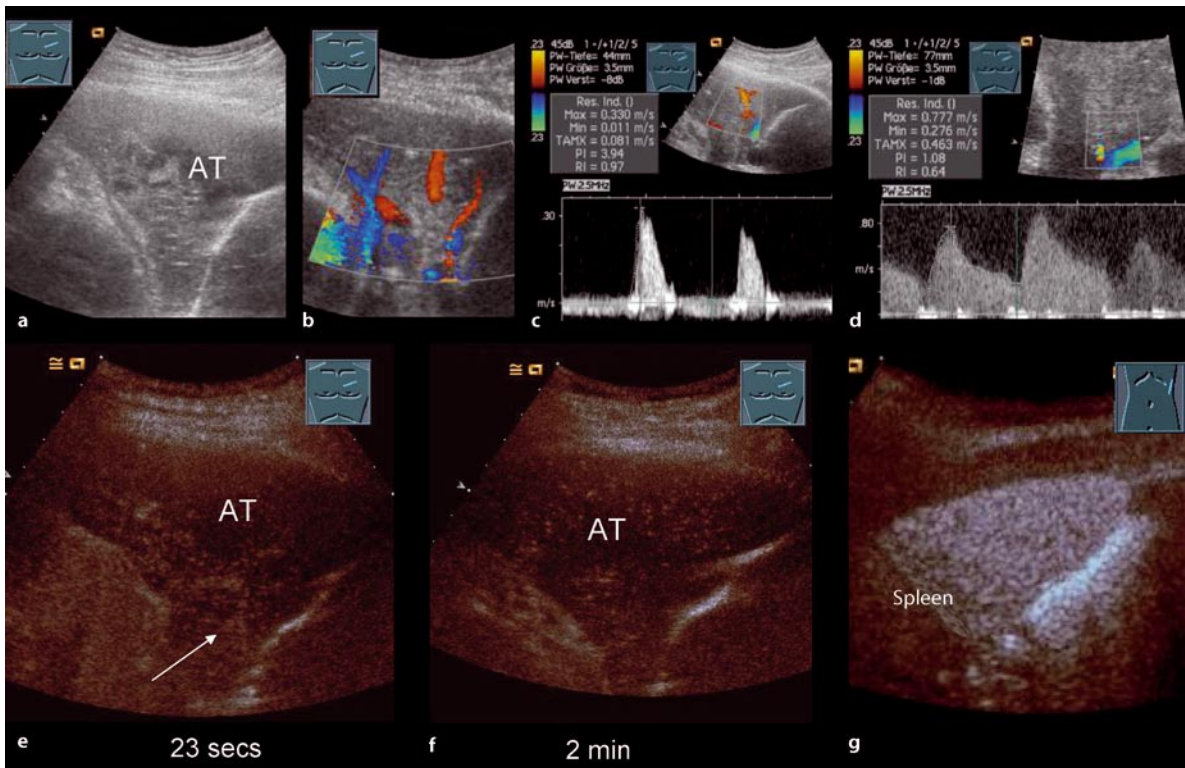 AT
a
b
.23
.23
45dB 1 +/+1/2/ 5
PW-Tiefe= 44mm
PW Größe= 3.5mm
PW Verst= -8dB
Res. Ind. ()
Max = 0.330 m/s
Min = 0.011 m/s
TAMX = 0.081 m/s
PI = 3.94
RI = 0.97
PW 2.5MHz
.30
m/s
c
.23
.23
45dB 1 +/+1/2/ 5
PW-Tiefe= 77mm
PW Größe= 3.5mm
PW Verst= -1dB
Res. Ind. ()
Max = 0.777 m/s
Min = 0.276 m/s
TAMX = 0.463 m/s
PI = 1.08
RI = 0.64
PW 2.5MHz
.80
m/s
d
AT
e
23 secs
AT
f
2 min
Spleen
g